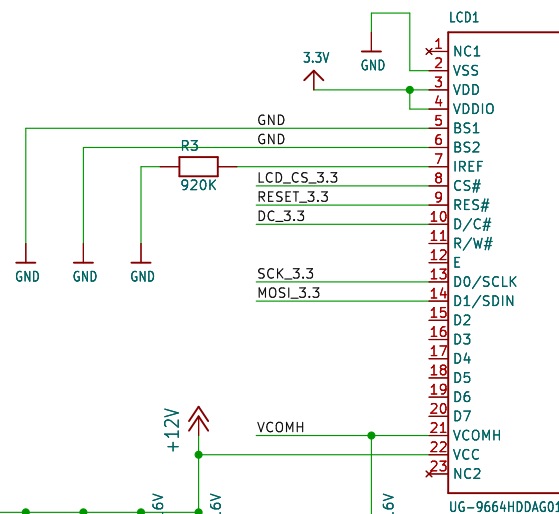 LCD1
1 NC1
GND
2 VSS
3.3V
3 VDD
4 VDDIO
GND
5 BS1
GND
6 BS2
R3
920K
7 IREF
LCD_CS_3.3
8 CS#
RESET_3.3
9 RES#
DC_3.3
10 D/C#
11 R/W#
GND
GND
GND
12 E
SCK_3.3
13 D0/SCLK
MOSI_3.3
14 D1/SDIN
15 D2
16 D3
17 D4
18 D5
19 D6
20 D7
+12V
VCOMH
21 VCOMH
22 VCC
23 NC2
6V
6V
6V
UG-9664HDDAG01